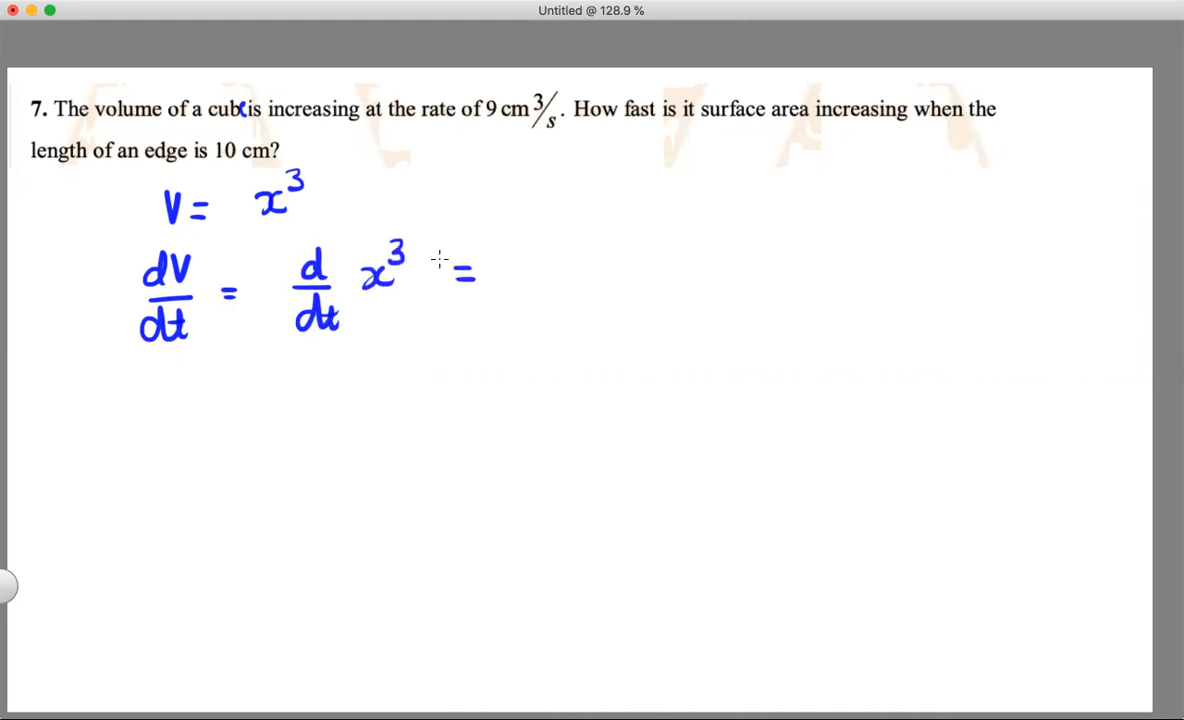 Untitled @ 128.9 %
7. The volume of a cube is increasing at the rate of 9 cm³/s. How fast is it surface area increasing when the
length of an edge is 10 cm?
V = x³
dV/dt = d/dt x³ =